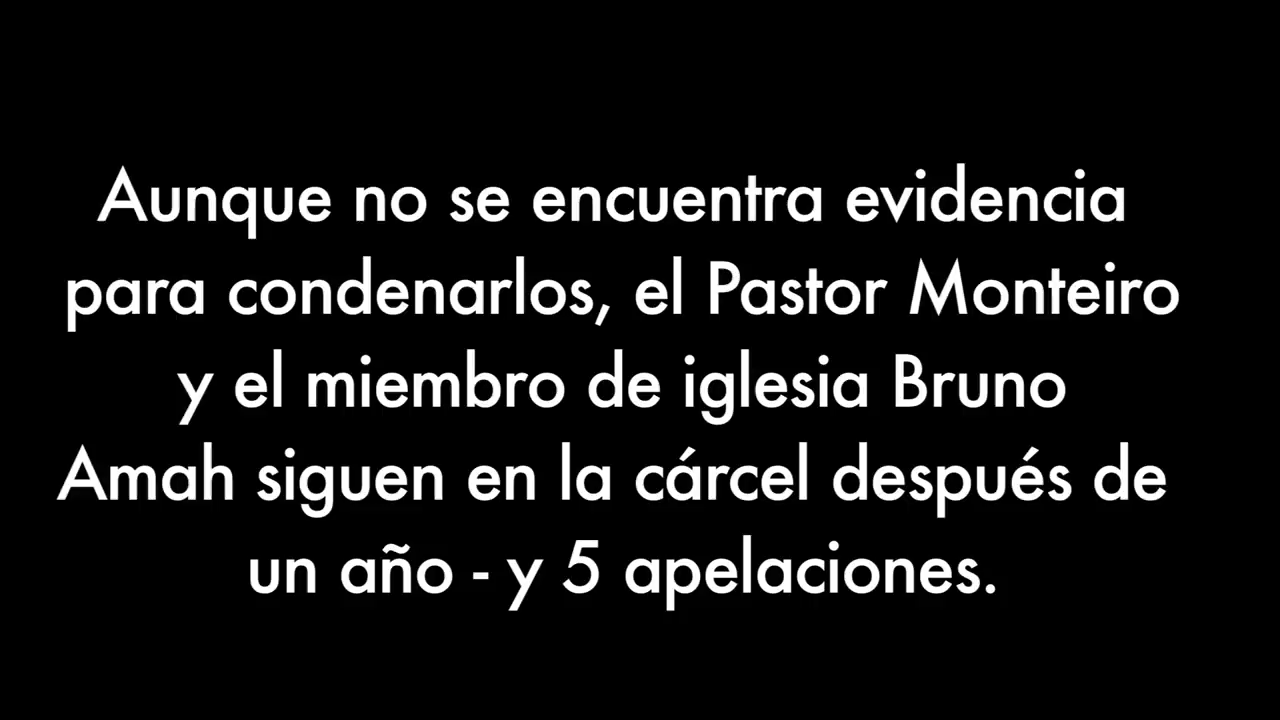 Aunque no se encuentra evidencia
para condenarlos, el Pastor Monteiro
y el miembro de iglesia Bruno
Amah siguen en la cárcel después de
un año - y 5 apelaciones.